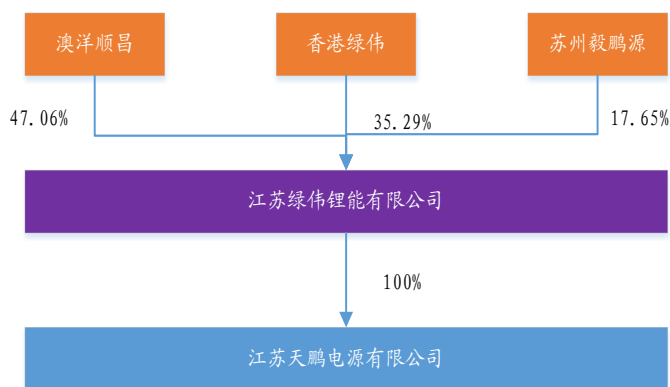 澳洋顺昌
香港绿伟
苏州毅鹏源
47.06%
35.29%
17.65%
江苏绿伟锂能有限公司
100%
江苏天鹏电源有限公司